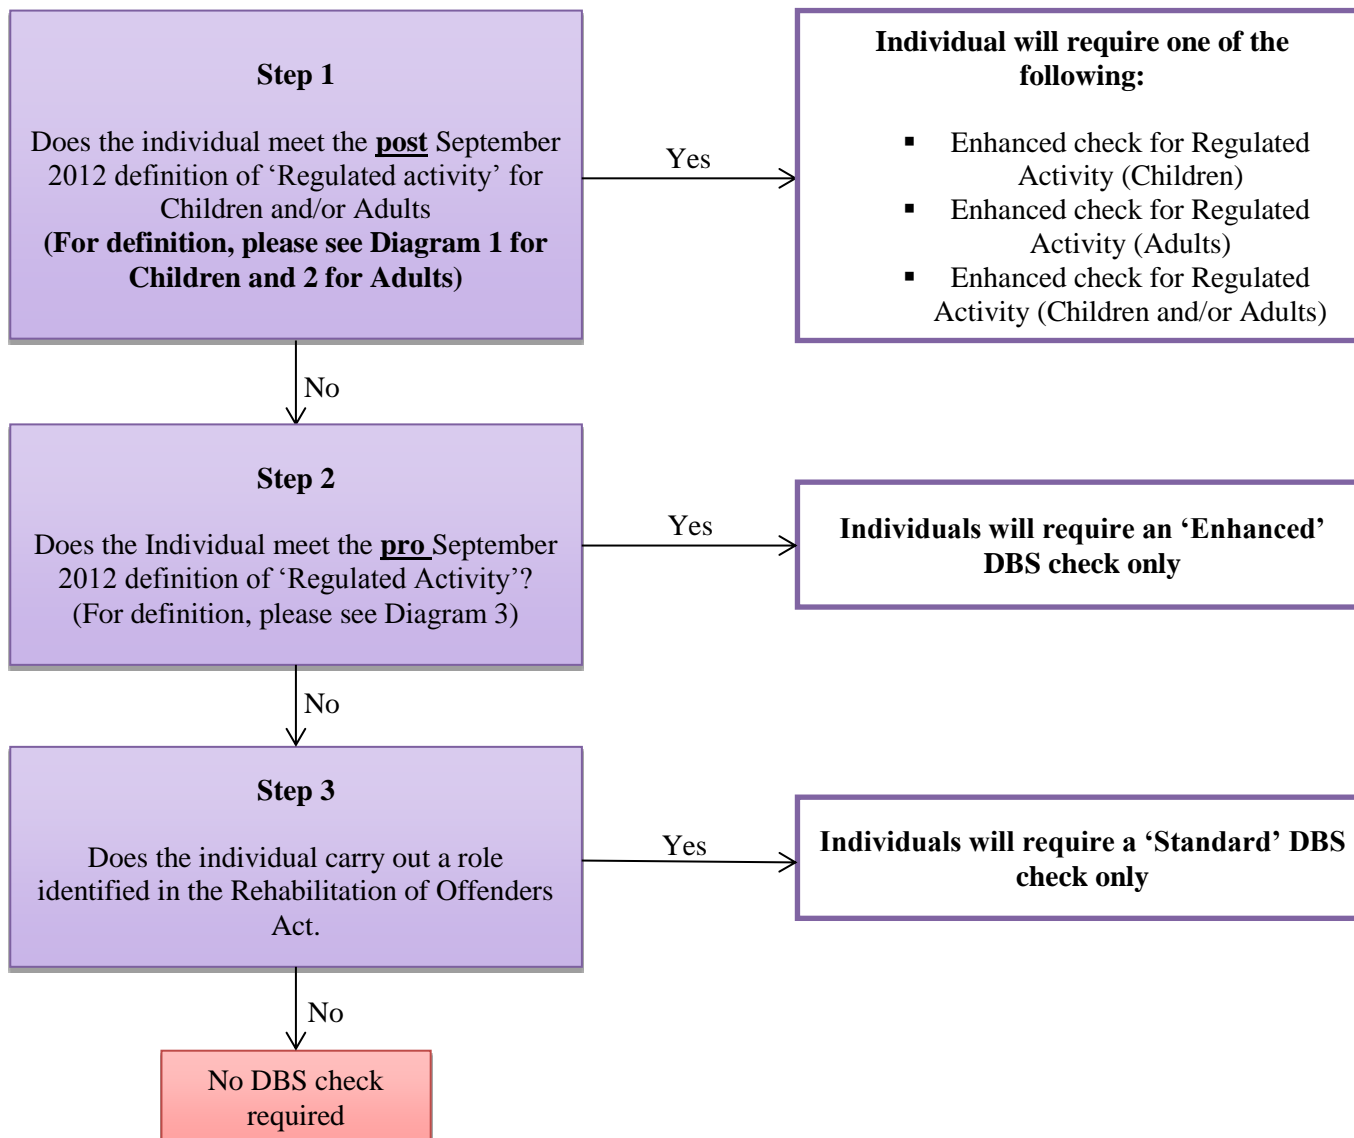 Step 1
Does the individual meet the post September
2012 definition of ‘Regulated activity’ for
Children and/or Adults
(For definition, please see Diagram 1 for
Children and 2 for Adults)
Yes
Individual will require one of the
following:
▪ Enhanced check for Regulated
Activity (Children)
▪ Enhanced check for Regulated
Activity (Adults)
▪ Enhanced check for Regulated
Activity (Children and/or Adults)
No
Step 2
Does the Individual meet the pro September
2012 definition of ‘Regulated Activity’?
(For definition, please see Diagram 3)
Yes
Individuals will require an ‘Enhanced’
DBS check only
No
Step 3
Does the individual carry out a role
identified in the Rehabilitation of Offenders
Act.
Yes
Individuals will require a ‘Standard’ DBS
check only
No
No DBS check
required